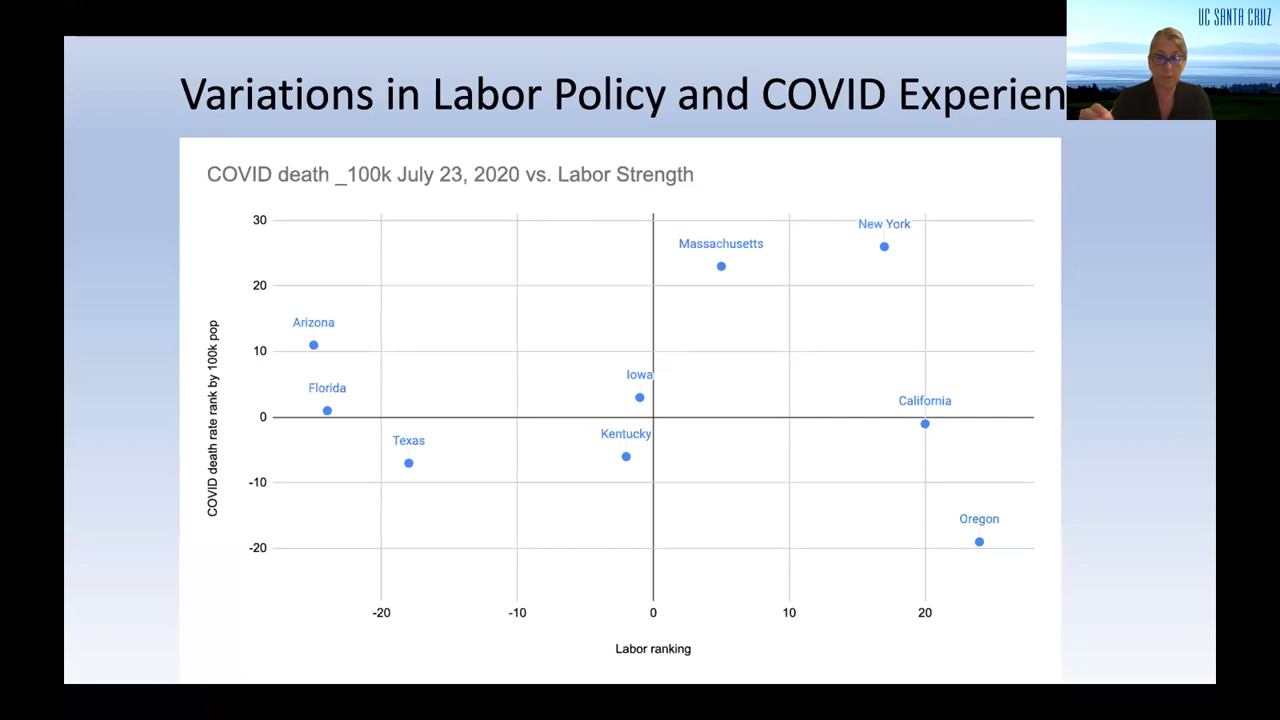 UC SANTA CRUZ
Variations in Labor Policy and COVID Experien
COVID death _100k July 23, 2020 vs. Labor Strength
COVID death rate rank by 100k pop
30
20
10
0
-10
-20
New York
Massachusetts
Arizona
Iowa
Florida
California
Kentucky
Texas
Oregon
-20
-10
0
10
20
Labor ranking